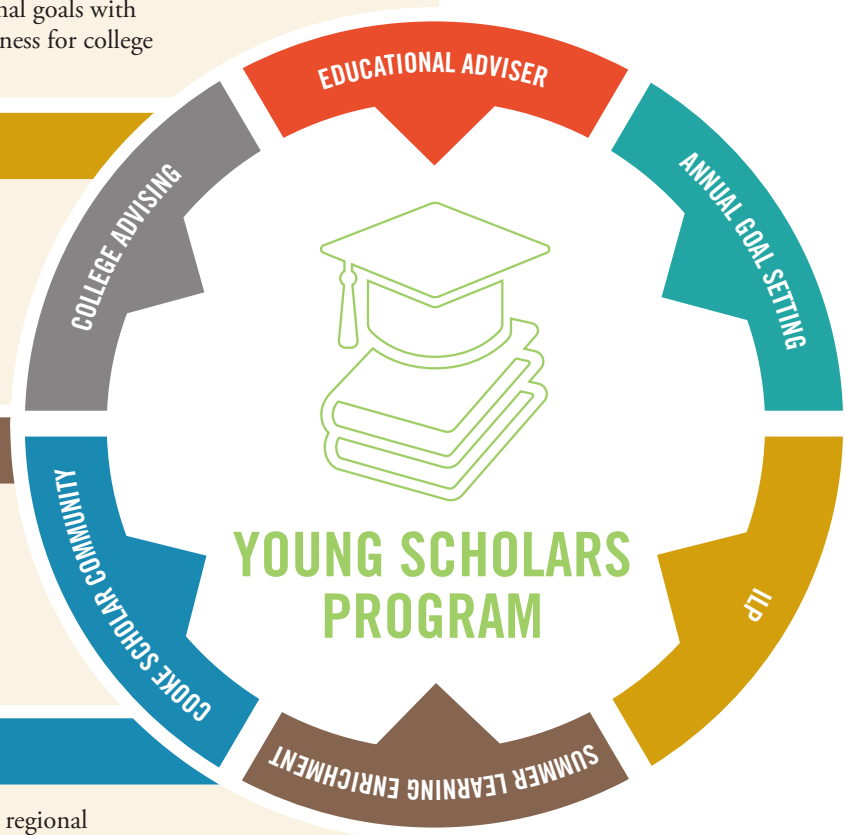 nal goals with
ness for college
EDUCATIONAL ADVISER
ANNUAL GOAL SETTING
ILP
SUMMER LEARNING ENRICHMENT
COOKE SCHOLAR COMMUNITY
COLLEGE ADVISING
YOUNG SCHOLARS
PROGRAM
regional